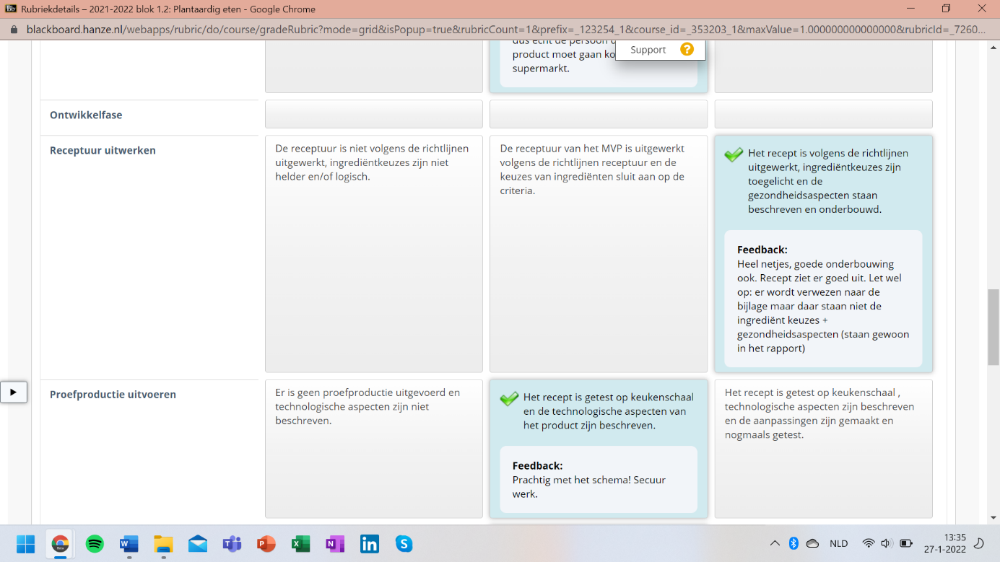 Rubriekdetails – 2021-2022 blok 1.2: Plantaardig eten - Google Chrome
blackboard.hanze.nl/webapps/rubric/do/course/gradeRubric?mode=grid&isPopup=true&rubricCount=1&prefix=_123254_1&course_id=_353203_1&maxValue=1.000000000000000&rubricId=_7260...
dus echt de persoon
product moet gaan ko
supermarkt.
Support
Ontwikkelfase
Receptuur uitwerken
De receptuur is niet volgens de richtlijnen
uitgewerkt, ingrediëntkeuzes zijn niet
helder en/of logisch.
De receptuur van het MVP is uitgewerkt
volgens de richtlijnen receptuur en de
keuzes van ingrediënten sluit aan op de
criteria.
Het recept is volgens de richtlijnen
uitgewerkt, ingrediëntkeuzes zijn
toegelicht en de
gezondheidsaspecten staan
beschreven en onderbouwd.
Feedback:
Heel netjes, goede onderbouwing
ook. Recept ziet er goed uit. Let wel
op: er wordt verwezen naar de
bijlage maar daar staan niet de
ingrediënt keuzes +
gezondheidsaspecten (staan gewoon
in het rapport)
Proefproductie uitvoeren
Er is geen proefproductie uitgevoerd en
technologische aspecten zijn niet
beschreven.
Het recept is getest op keukenschaal
en de technologische aspecten van
het product zijn beschreven.
Feedback:
Prachtig met het schema! Secuur
werk.
Het recept is getest op keukenschaal ,
technologische aspecten zijn beschreven
en de aanpassingen zijn gemaakt en
nogmaals getest.
NLD
13:35
27-1-2022